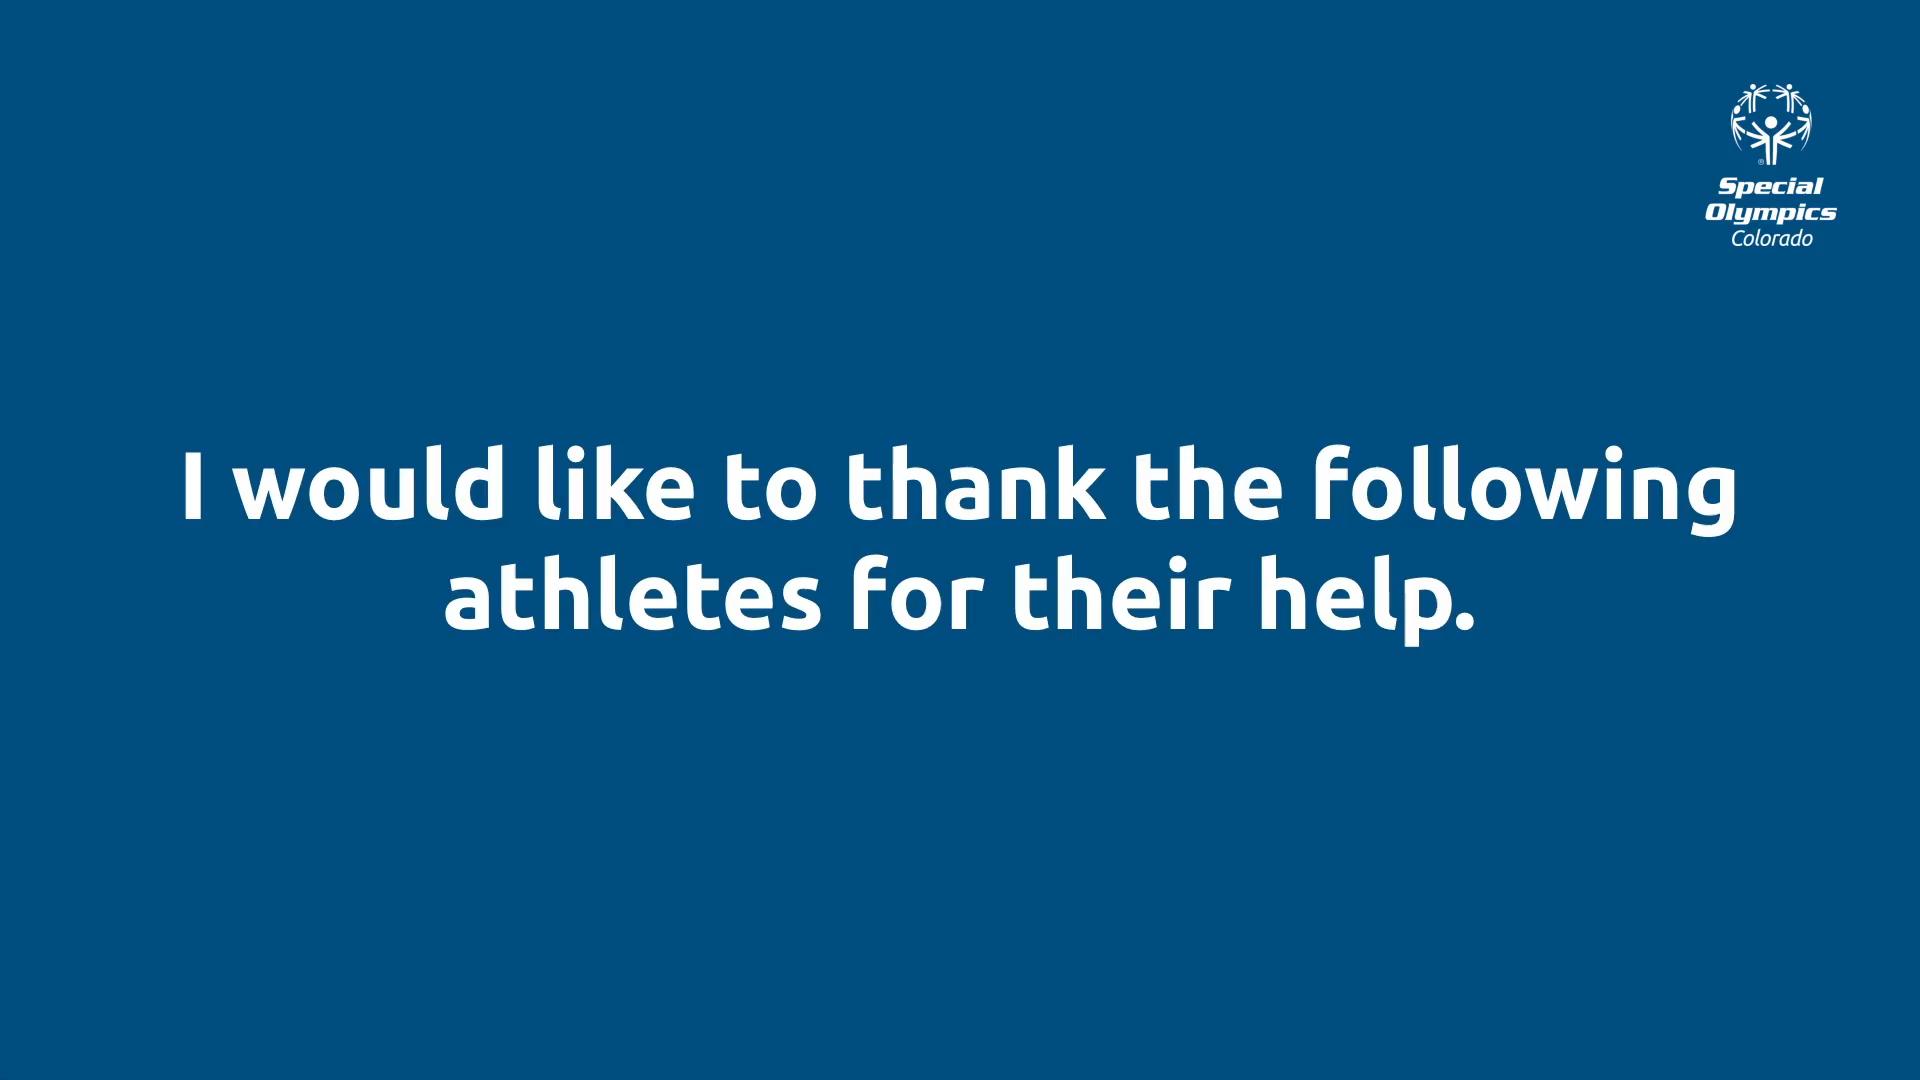 Special
Olympics
Colorado
I would like to thank the following
athletes for their help.